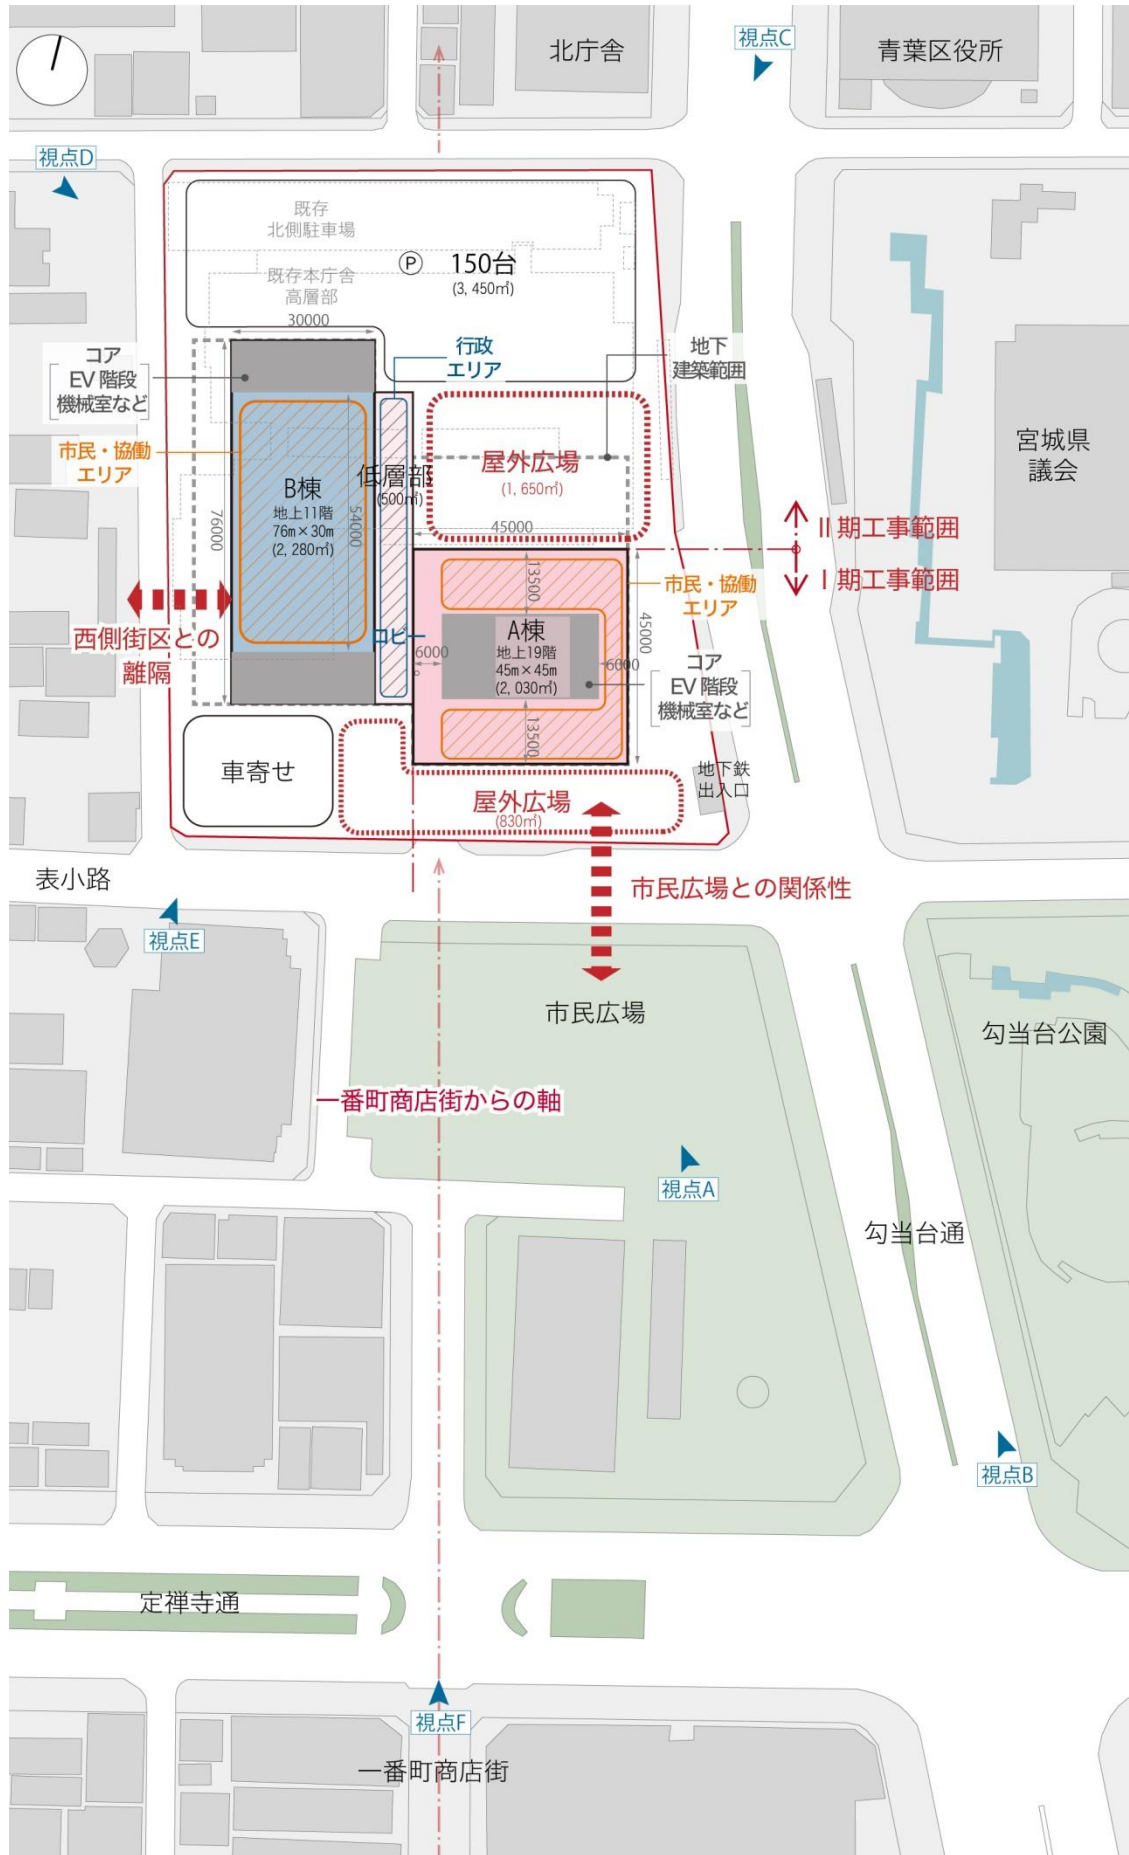 北庁舎
視点C
青葉区役所
視点D
既存
北側駐車場
P 150台
(3,450㎡)
既存本庁舎
高層部
30000
コア
EV 階段
機械室など
行政
エリア
地下
建築範囲
宮城県
議会
市民・協働
エリア
B棟
地上11階
76m×30m
(2,280㎡)
76000
54000
低層部
(500㎡)
屋外広場
(1,650㎡)
45000
Ⅱ期工事範囲
Ⅰ期工事範囲
13500
市民・協働
エリア
西側街区との
離隔
ロビー
A棟
地上19階
45m×45m
(2,030㎡)
6000
6000
45000
コア
EV 階段
機械室など
13500
車寄せ
屋外広場
(830㎡)
地下鉄
出入口
表小路
市民広場との関係性
視点E
市民広場
勾当台公園
一番町商店街からの軸
視点A
勾当台通
視点B
定禅寺通
視点F
一番町商店街